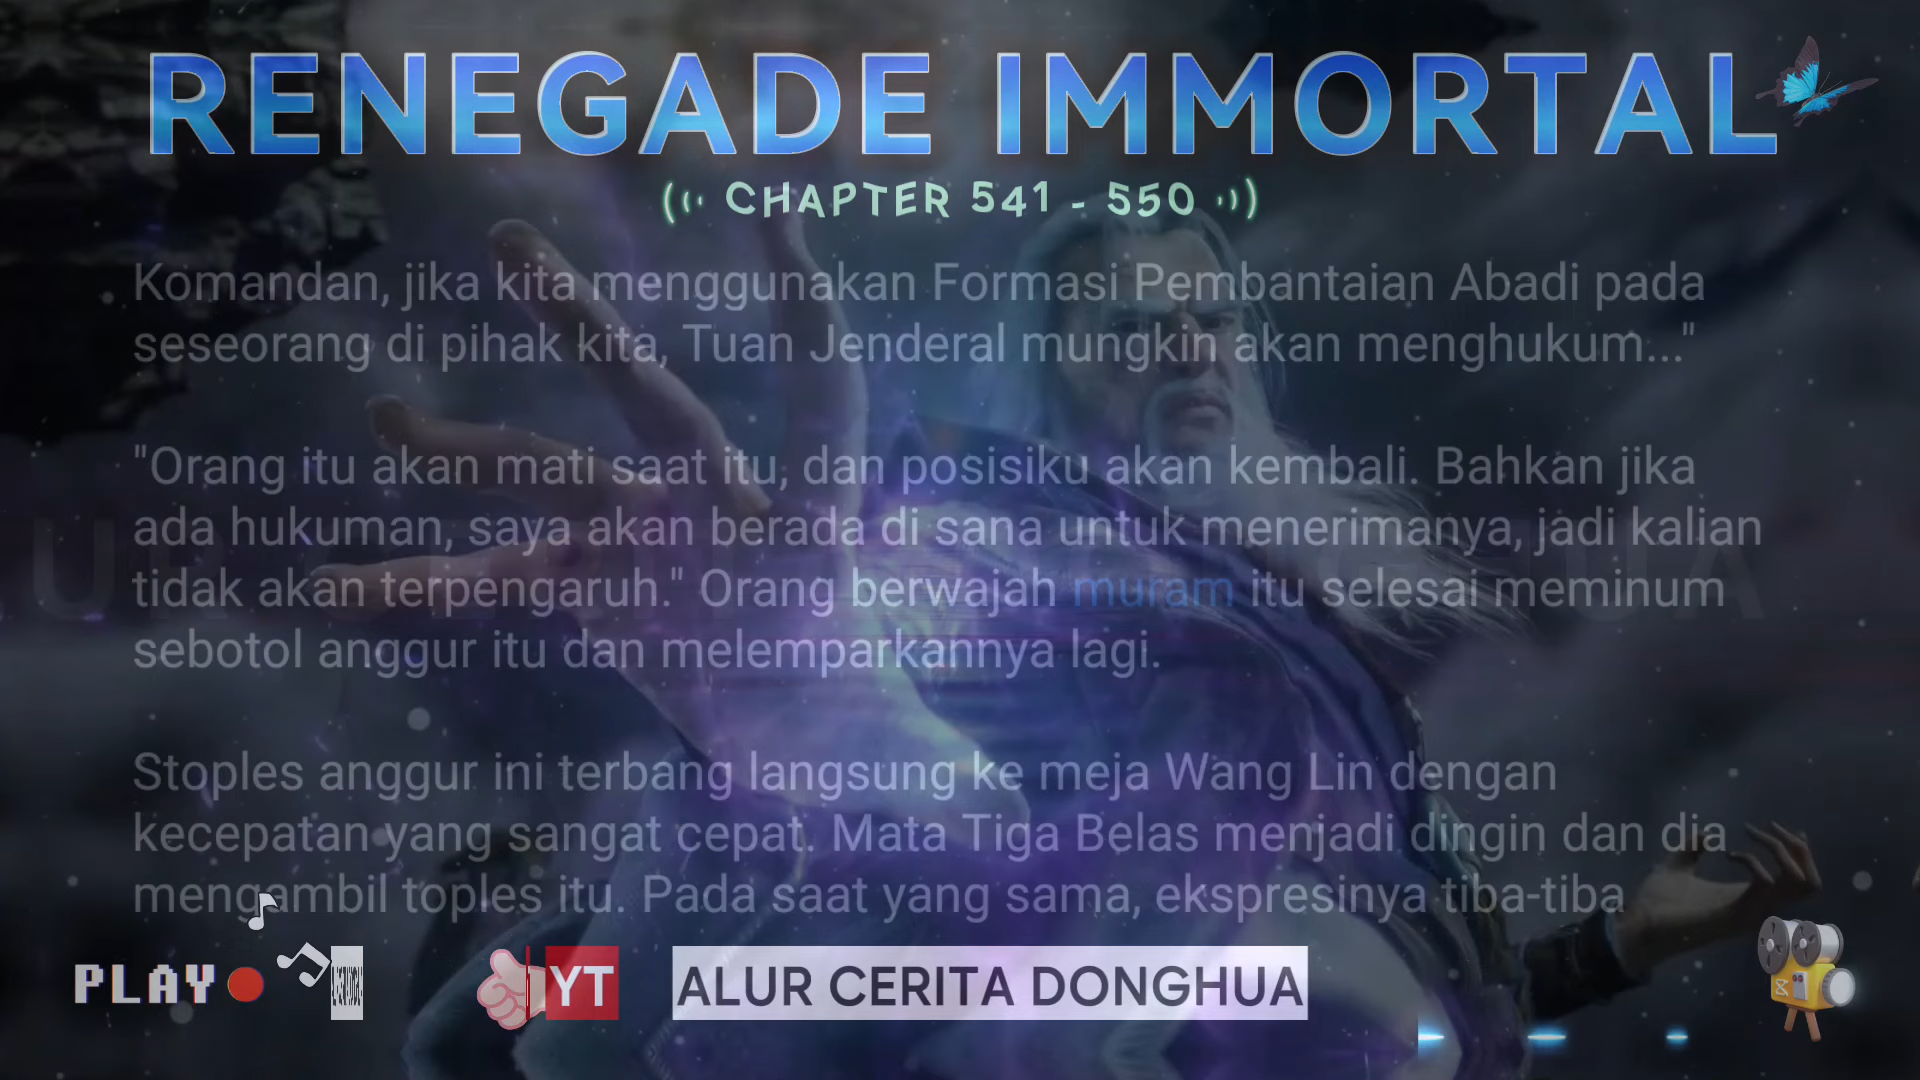 RENEGADE IMMORTAL
CHAPTER 541 - 550
Komandan, jika kita menggunakan Formasi Pembantaian Abadi pada
seseorang di pihak kita, Tuan Jenderal mungkin akan menghukum..."
"Orang itu akan mati saat itu, dan posisiku akan kembali. Bahkan jika
ada hukuman, saya akan berada di sana untuk menerimanya, jadi kalian
tidak akan terpengaruh." Orang berwajah muram itu selesai meminum
sebotol anggur itu dan melemparkannya lagi.
Stoples anggur ini terbang langsung ke meja Wang Lin dengan
kecepatan yang sangat cepat. Mata Tiga Belas menjadi dingin dan dia
mengambil toples itu. Pada saat yang sama, ekspresinya tiba-tiba
PLAY
YT
ALUR CERITA DONGHUA